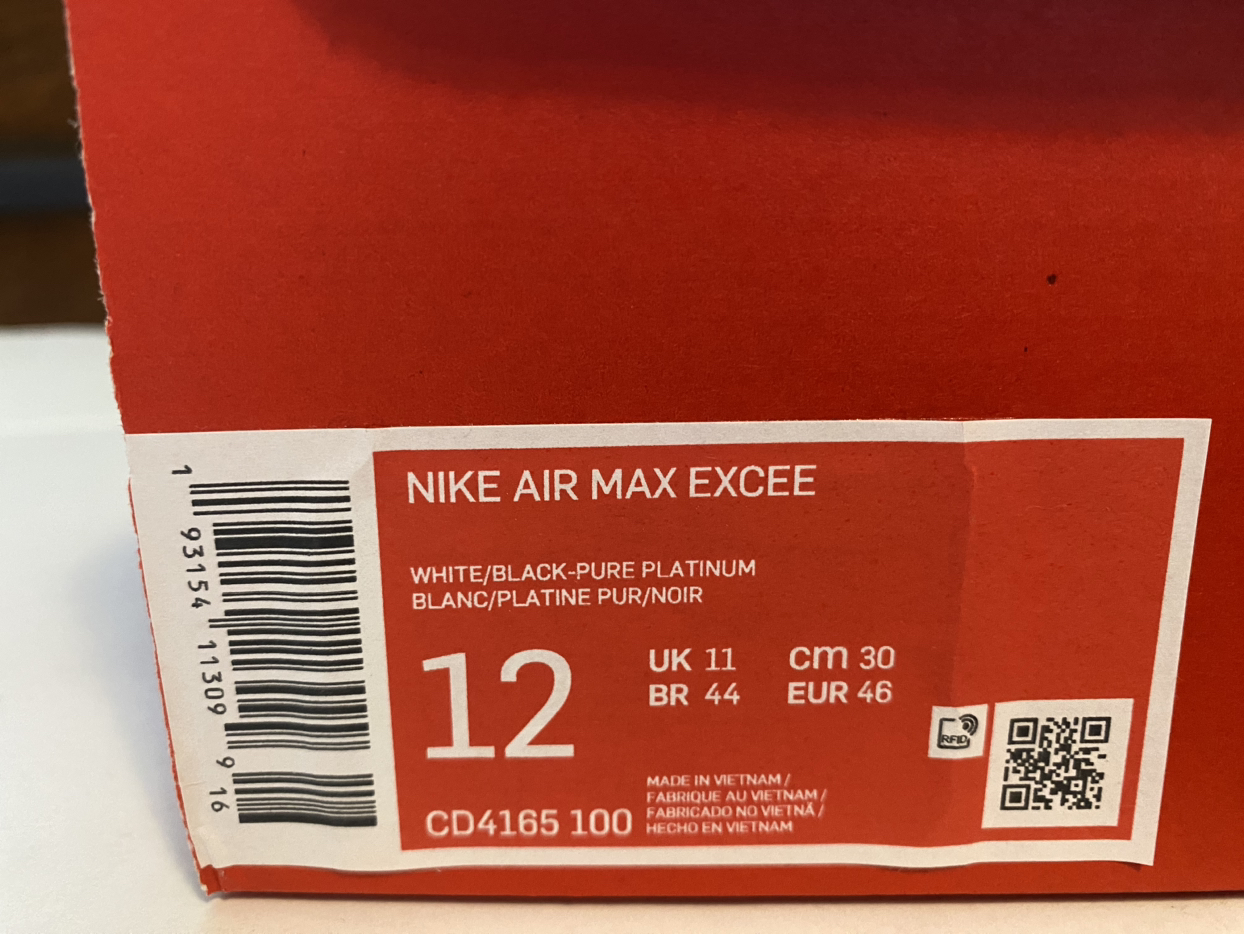 NIKE AIR MAX EXCEE
WHITE/BLACK-PURE PLATINUM
BLANC/PLATINE PUR/NOIR
12
UK 11 cm 30
BR 44 EUR 46
CD4165 100
MADE IN VIETNAM /
FABRIQUE AU VIETNAM /
FABRICADO NO VIETNÃ /
HECHO EN VIETNAM
RFID
1 93154 11309 9 16